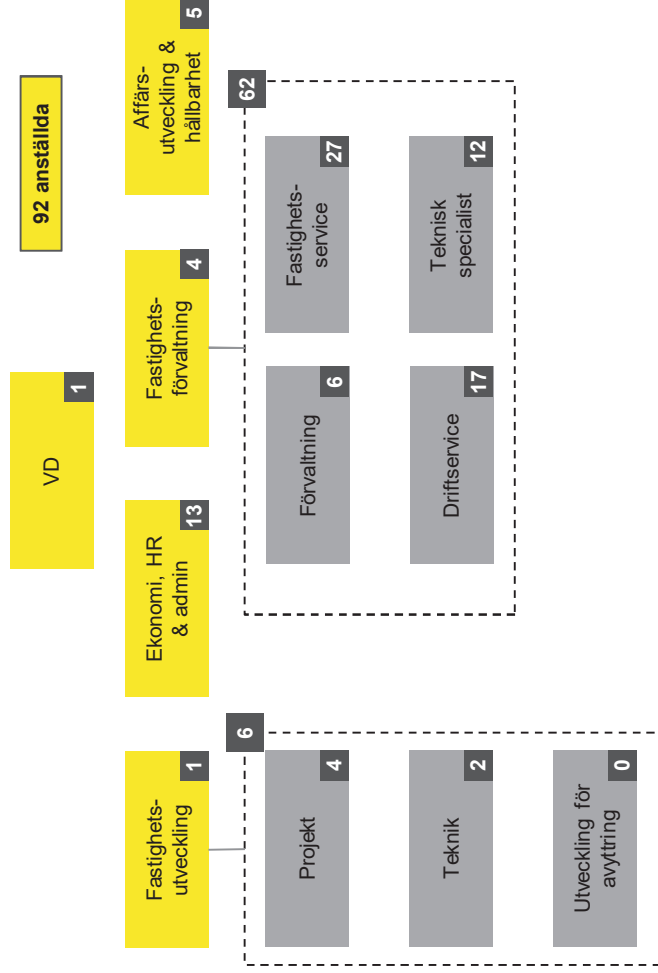 92 anställda
VD
1
Fastighets-
utveckling
1
Ekonomi, HR
& admin
13
Fastighets-
förvaltning
4
Affärs-
utveckling &
hållbarhet
5
6
Projekt
4
Teknik
2
Utveckling för
avyttring
0
62
Förvaltning
6
Fastighets-
service
27
Driftservice
17
Teknisk
specialist
12